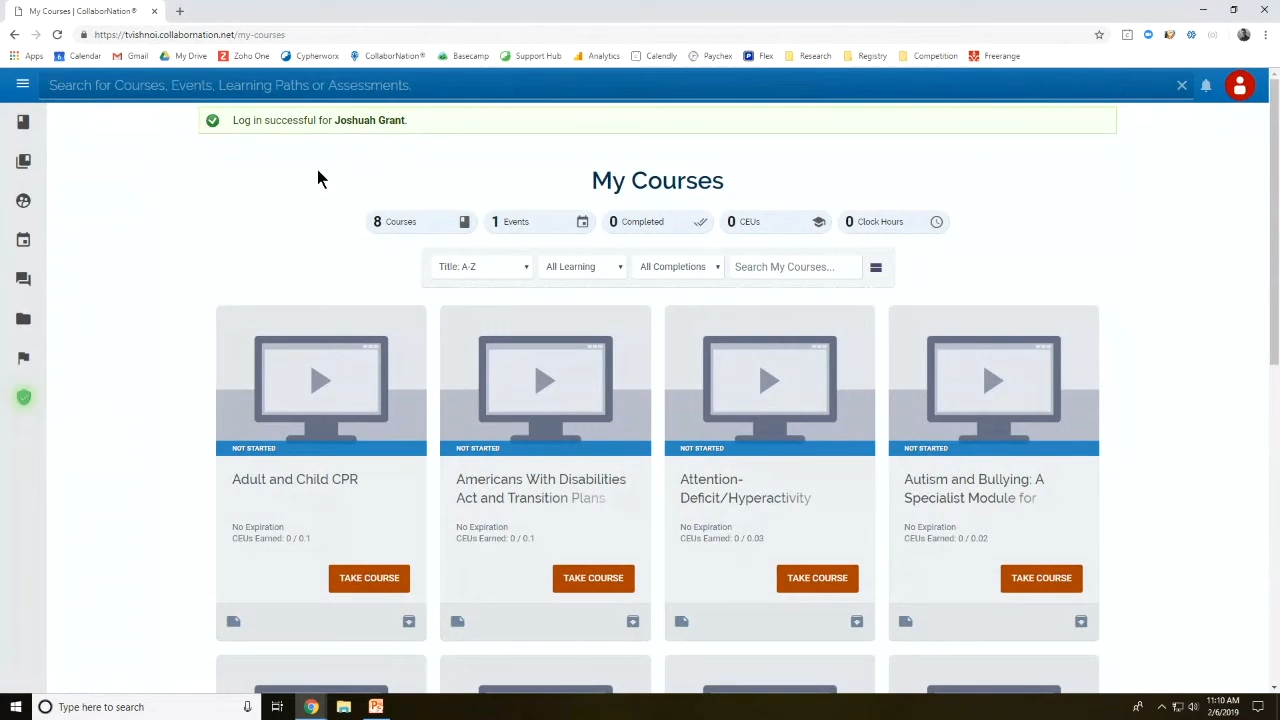 My Courses | CollaborNation®
https://tvishnoi.collabornation.net/my-courses
Apps Calendar Gmail My Drive Zoho One Cypherworx CollaborNation® Basecamp Support Hub Analytics Calendly Paychex Flex Research Registry Competition Freerange
Search for Courses, Events, Learning Paths or Assessments.
Log in successful for Joshuah Grant.
My Courses
8 Courses 1 Events 0 Completed 0 CEUs 0 Clock Hours
Title: A-Z All Learning All Completions Search My Courses...
NOT STARTED NOT STARTED NOT STARTED NOT STARTED
Adult and Child CPR
Americans With Disabilities
Act and Transition Plans
Attention-
Deficit/Hyperactivity
Autism and Bullying: A
Specialist Module for
No Expiration No Expiration No Expiration No Expiration
CEUs Earned: 0 / 0.1 CEUs Earned: 0 / 0.1 CEUs Earned: 0 / 0.03 CEUs Earned: 0 / 0.02
TAKE COURSE TAKE COURSE TAKE COURSE TAKE COURSE
Type here to search
11:10 AM
2/6/2019